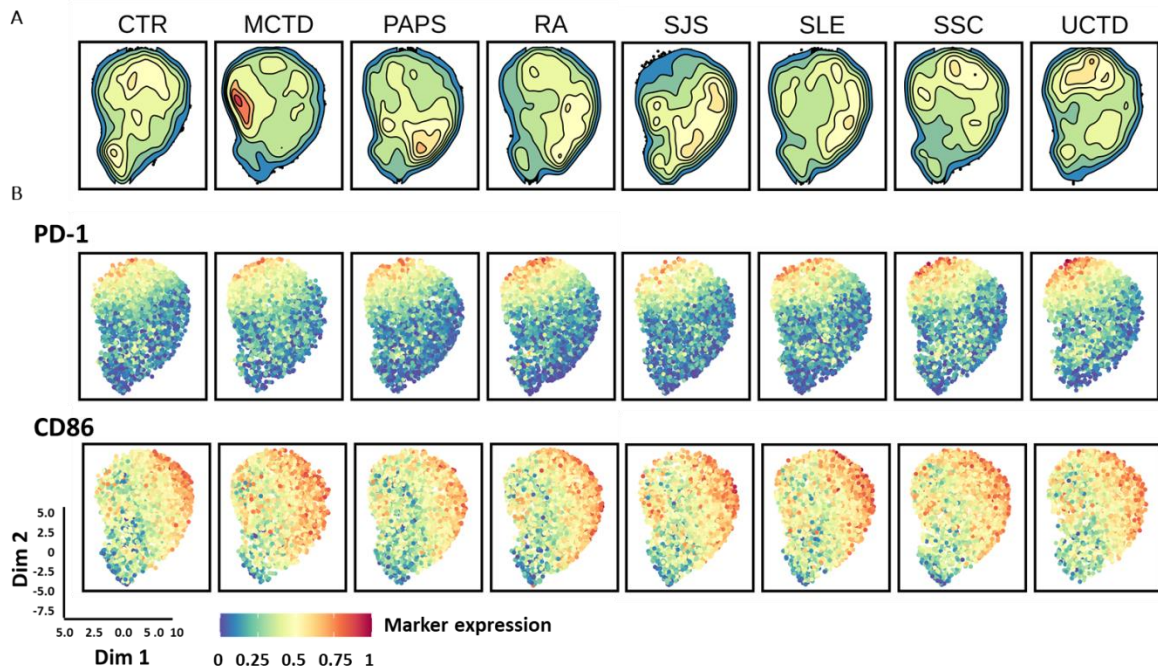 A
CTR MCTD PAPS RA SJS SLE SSC UCTD
B
PD-1
CD86
5.0
2.5
0
-2.5
-5.0
-7.5
Dim 2
5.0 2.5 0.0 5.0 10
Dim 1
Marker expression
0 0.25 0.5 0.75 1